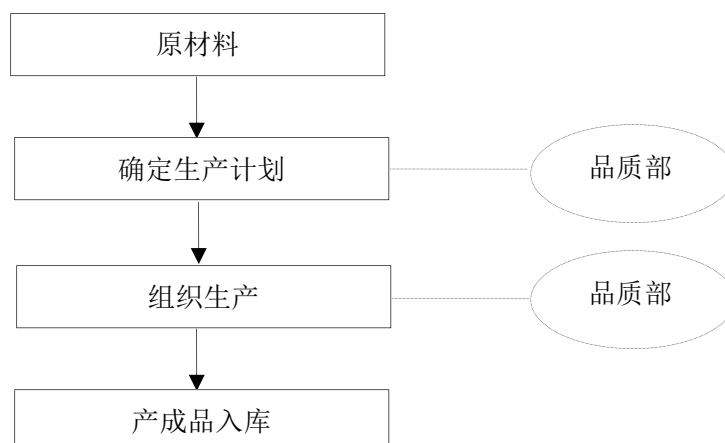 原材料
确定生产计划
品质部
组织生产
品质部
产成品入库